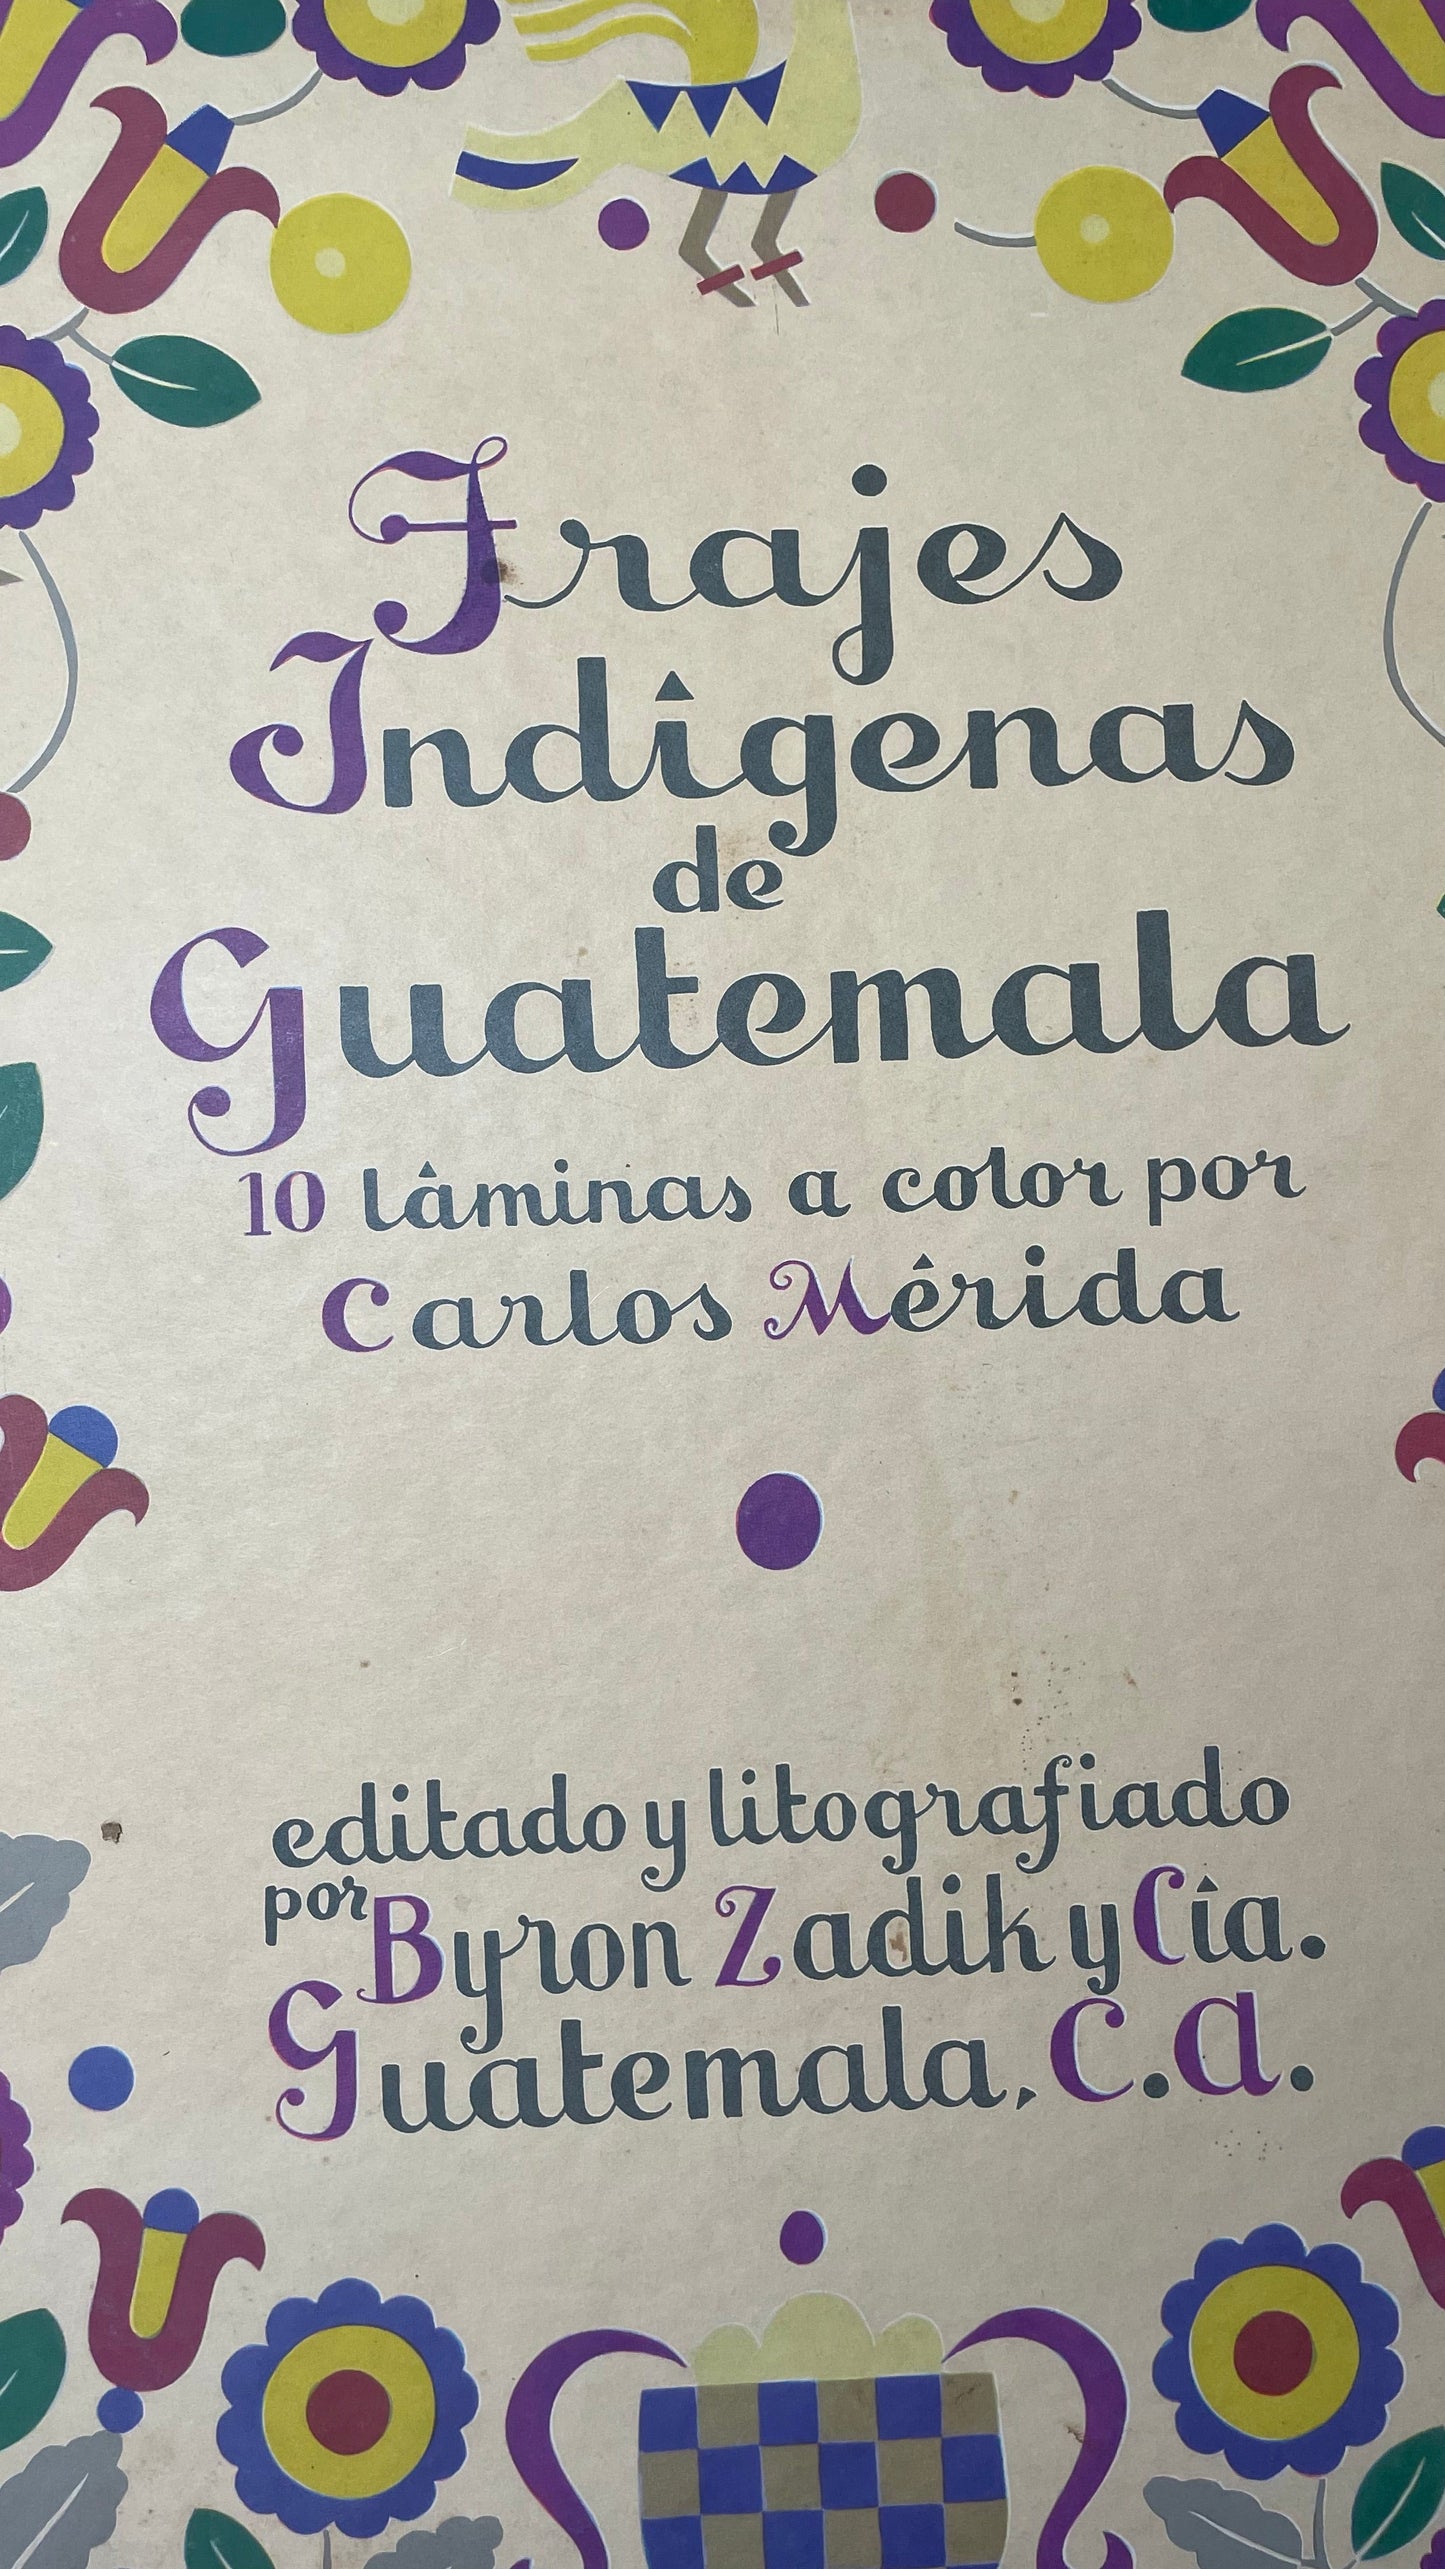 Trajes
Indígenas
de
Guatemala
10 láminas a color por
Carlos Mérida
editado y litografiado
por Byron Zadik y Cía.
Guatemala, C.A.